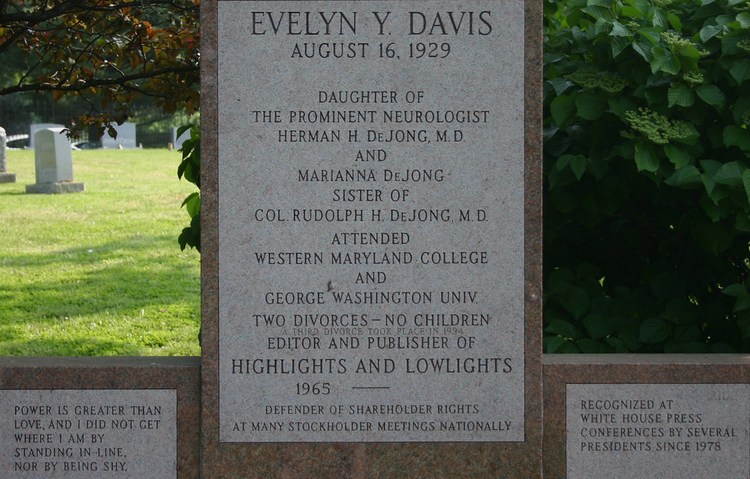 EVELYN Y. DAVIS
AUGUST 16, 1929
DAUGHTER OF
THE PROMINENT NEUROLOGIST
HERMAN H. DEJONG, M.D.
AND
MARIANNA DEJONG
SISTER OF
COL. RUDOLPH H. DEJONG, M.D.
ATTENDED
WESTERN MARYLAND COLLEGE
AND
GEORGE WASHINGTON UNIV.
TWO DIVORCES – NO CHILDREN
A THIRD DIVORCE TOOK PLACE IN 1994
EDITOR AND PUBLISHER OF
HIGHLIGHTS AND LOWLIGHTS
1965 ——
DEFENDER OF SHAREHOLDER RIGHTS
AT MANY STOCKHOLDER MEETINGS NATIONALLY
POWER IS GREATER THAN
LOVE, AND I DID NOT GET
WHERE I AM BY
STANDING IN LINE,
NOR BY BEING SHY.
RECOGNIZED AT
WHITE HOUSE PRESS
CONFERENCES BY SEVERAL
PRESIDENTS SINCE 1978